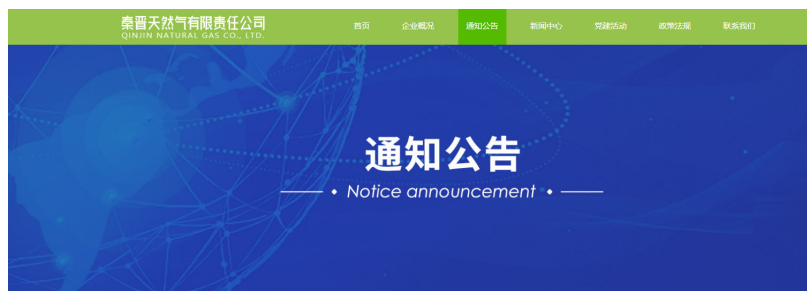 秦晋天然气有限责任公司
QINJIN NATURAL GAS CO., LTD.
首页 企业概况 通知公告 新闻中心 党建活动 政策法规 联系我们
通知公告
Notice announcement